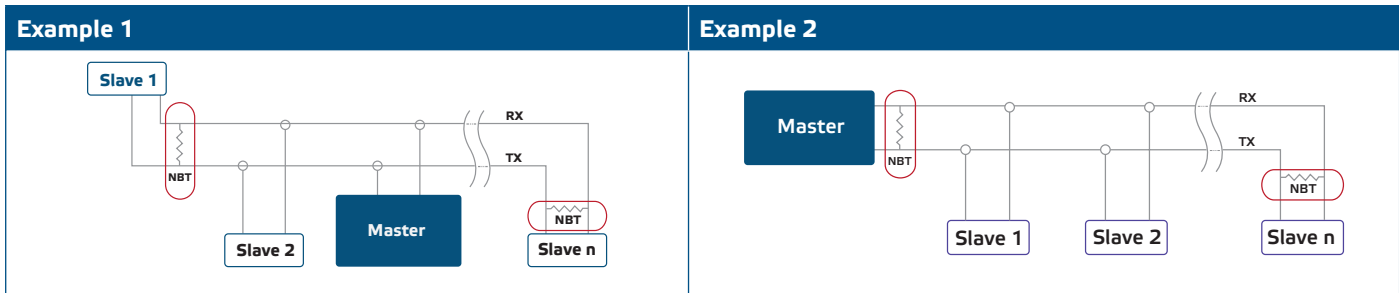 Example 1
Slave 1
RX
TX
NBT
NBT
Slave 2
Master
Slave n
Example 2
Master
RX
TX
NBT
NBT
Slave 1
Slave 2
Slave n